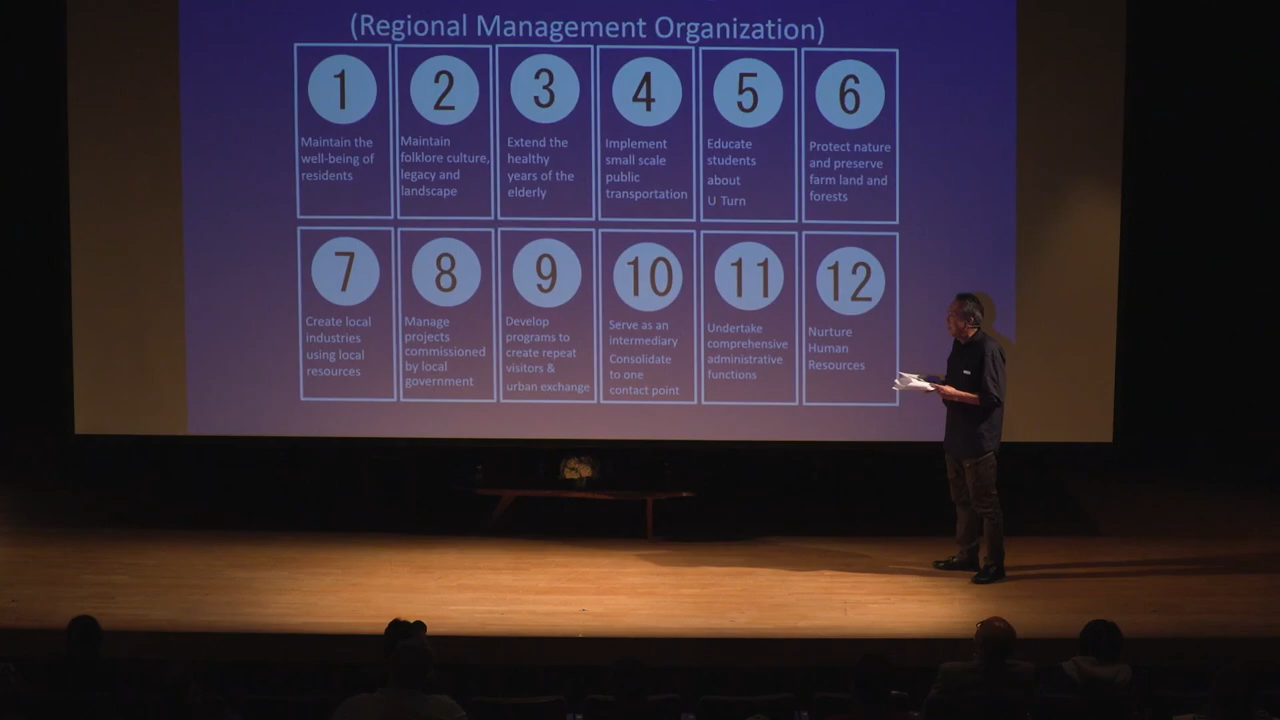 (Regional Management Organization)
1
Maintain the
well-being of
residents
2
Maintain
folklore culture,
legacy and
landscape
3
Extend the
healthy
years of the
elderly
4
Implement
small scale
public
transportation
5
Educate
students
about
U Turn
6
Protect nature
and preserve
farm land and
forests
7
Create local
industries
using local
resources
8
Manage
projects
commissioned
by local
government
9
Develop
programs to
create repeat
visitors &
urban exchange
10
Serve as an
intermediary
Consolidate
to one
contact point
11
Undertake
comprehensive
administrative
functions
12
Nurture
Human
Resources